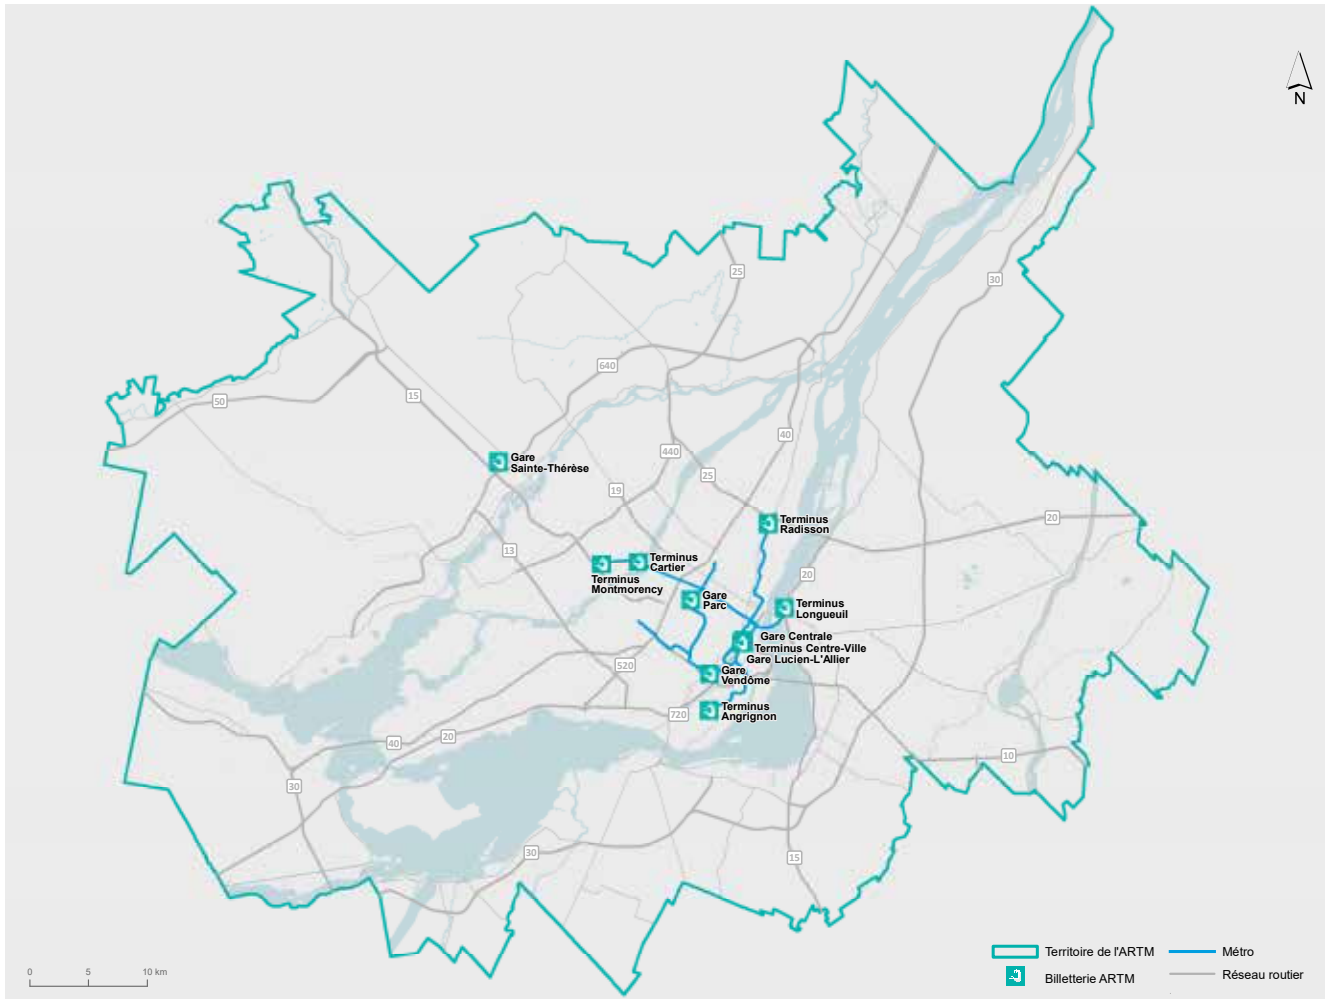 N
25
30
640
15
50
40
440
Gare
Sainte-Thérèse
25
19
20
Terminus
Radisson
13
Terminus
Cartier
20
Terminus
Montmorency
Gare
Parc
Terminus
Longueuil
Gare Centrale
Terminus Centre-Ville
Gare Lucien-L'Allier
520
Gare
Vendôme
720
Terminus
Angrignon
40
20
10
30
30
15
Territoire de l'ARTM
Métro
Billetterie ARTM
Réseau routier
0 5 10 km